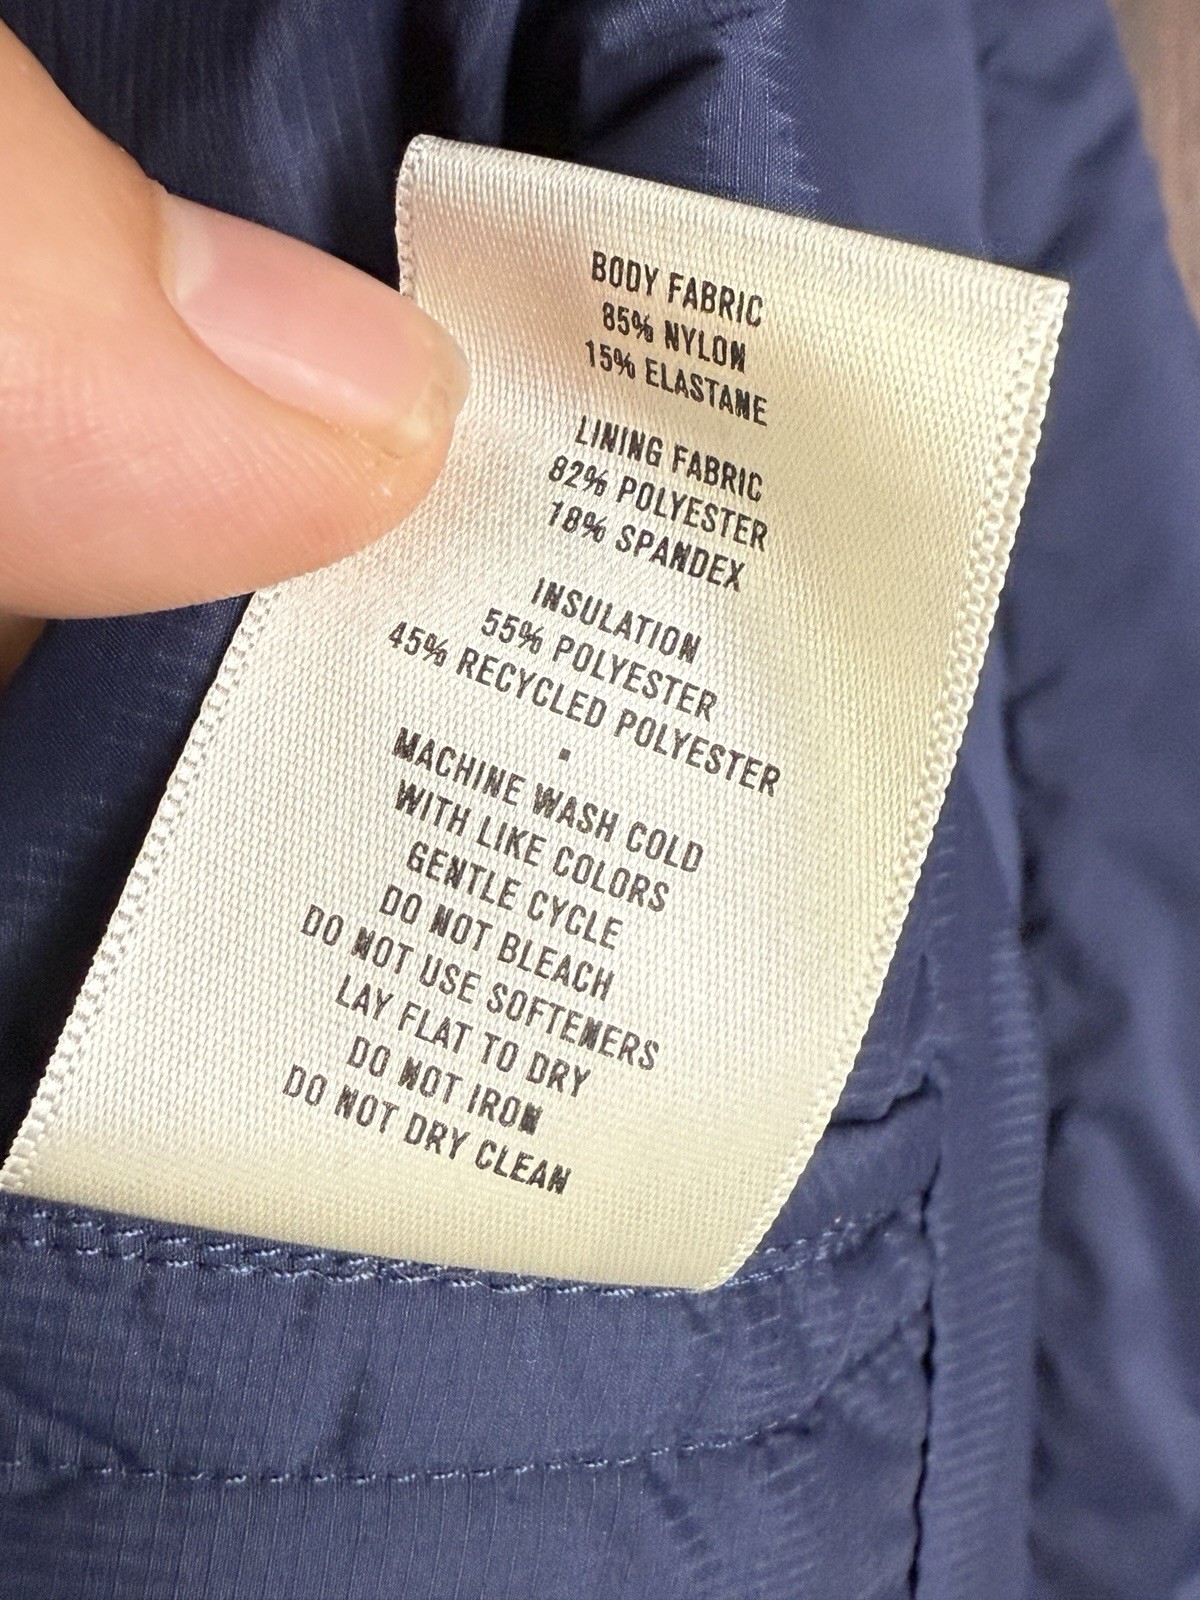 BODY FABRIC
85% NYLON
15% ELASTANE
LINING FABRIC
82% POLYESTER
18% SPANDEX
INSULATION
55% POLYESTER
45% RECYCLED POLYESTER
MACHINE WASH COLD
WITH LIKE COLORS
GENTLE CYCLE
DO NOT BLEACH
DO NOT USE SOFTENERS
LAY FLAT TO DRY
DO NOT IRON
DO NOT DRY CLEAN